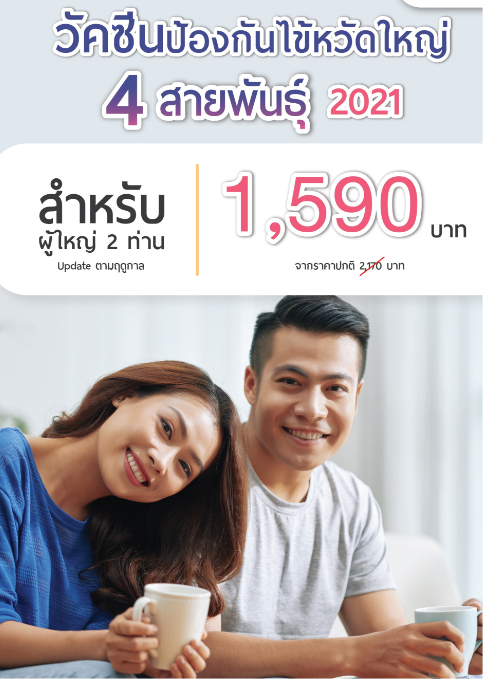 วัคซีนป้องกันไข้หวัดใหญ่
4 สายพันธุ์ 2021
สำหรับ
ผู้ใหญ่ 2 ท่าน
Update ตามฤดูกาล
1,590 บาท
จากราคาปกติ 2,170 บาท